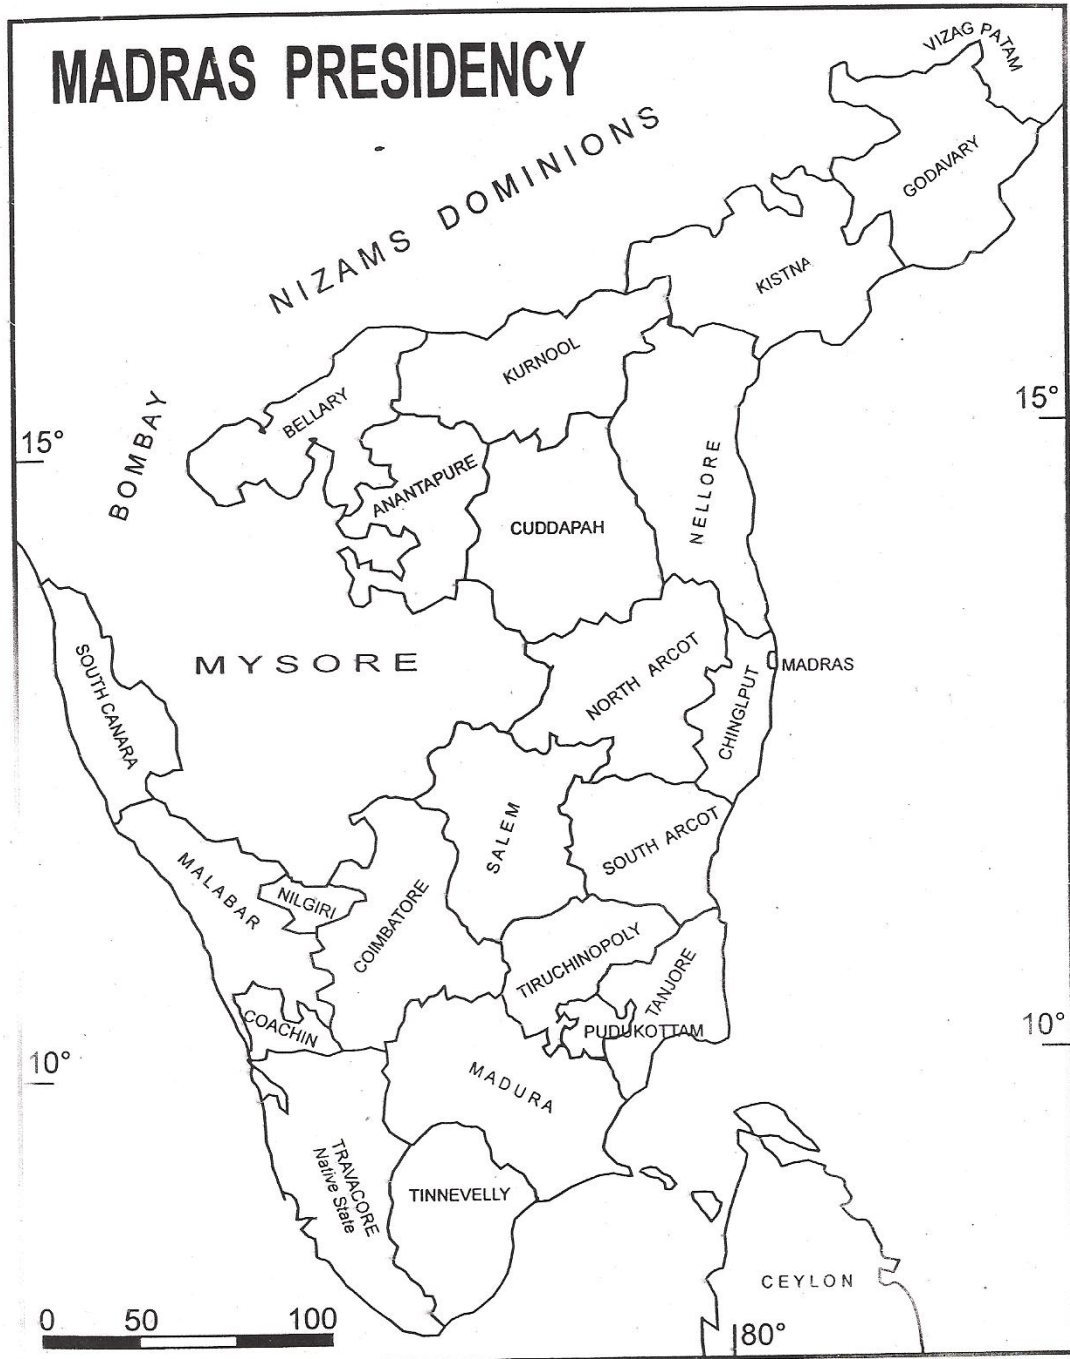 MADRAS PRESIDENCY
VIZAG PATAM
NIZAMS DOMINIONS
GODAVARY
KISTNA
KURNOOL
BELLARY
BOMBAY
15°
15°
ANANTAPURE
CUDDAPAH
NELLORE
MYSORE
SOUTH CANARA
NORTH ARCOT
CHINGLPUT
MADRAS
SALEM
SOUTH ARCOT
MALABAR
NILGIRI
COIMBATORE
TIRUCHINOPOLY
TANJORE
COACHIN
PUDUKOTTAM
10°
10°
MADURA
TRAVACORE
Native State
TINNEVELLY
CEYLON
0 50 100
80°